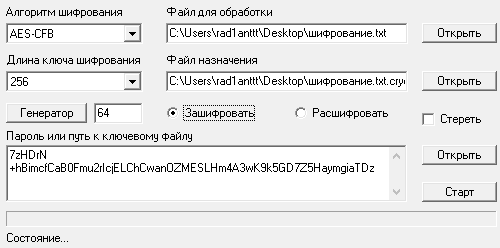 Алгоритм шифрования
Файл для обработки
AES-CFB
C:\Users\rad1anttt\Desktop\шифрование.txt
Открыть
Длина ключа шифрования
Файл назначения
256
C:\Users\rad1anttt\Desktop\шифрование.txt.cryp
Открыть
Генератор
64
Зашифровать
Расшифровать
Стереть
Пароль или путь к ключевому файлу
7zHDrN
+hBimcfCaB0Fmu2rIcjELChCwanOZMESLHm4A3wK9k5GD7Z5HaymgiaTDz
Открыть
Старт
Состояние...